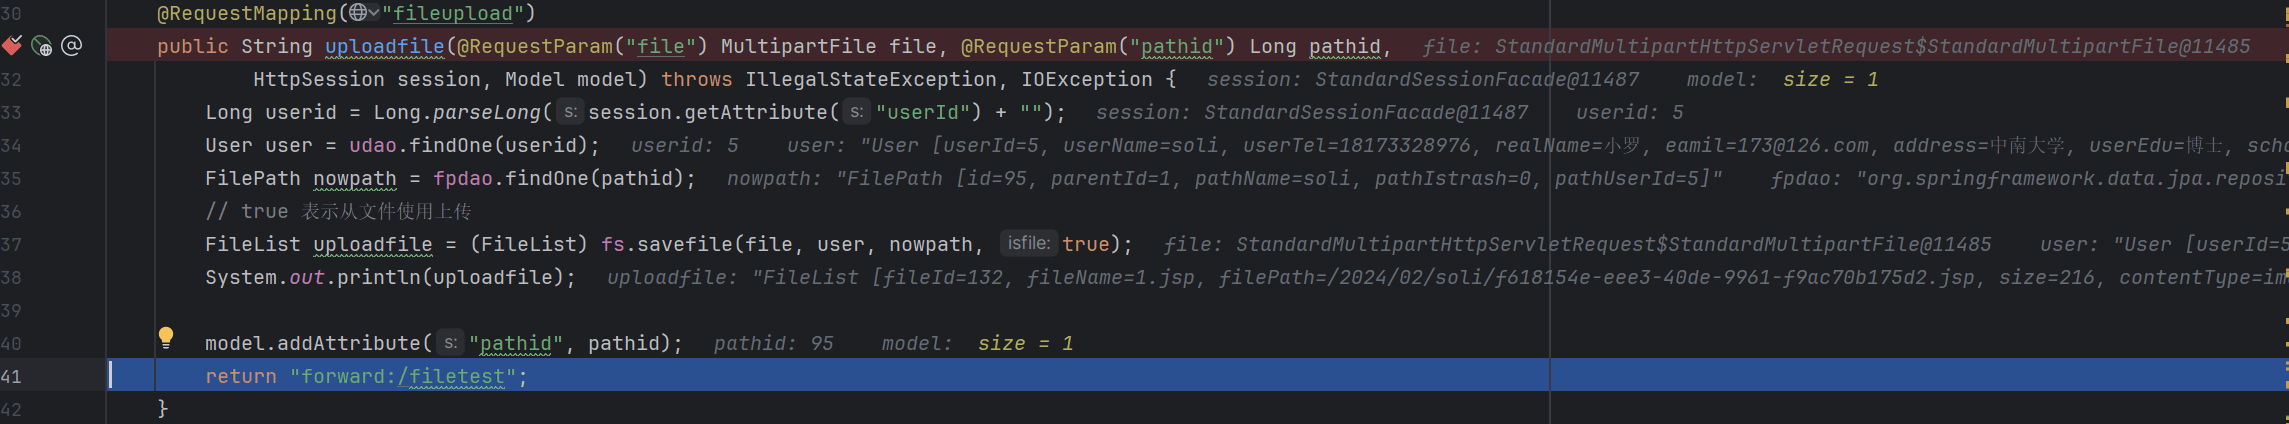 30 @RequestMapping("fileupload")
public String uploadfile(@RequestParam("file") MultipartFile file, @RequestParam("pathid") Long pathid, file: StandardMultipartHttpServletRequest$StandardMultipartFile@11485
32 HttpSession session, Model model) throws IllegalStateException, IOException { session: StandardSessionFacade@11487 model: size = 1
33 Long userid = Long.parseLong( s: session.getAttribute( s: "userId") + ""); session: StandardSessionFacade@11487 userid: 5
34 User user = udao.findOne(userid); userid: 5 user: "User [userId=5, userName=soli, userTel=18173328976, realName=小罗, eamil=173@126.com, address=中南大学, userEdu=博士, scho
35 FilePath nowpath = fpdao.findOne(pathid); nowpath: "FilePath [id=95, parentId=1, pathName=soli, pathIstrash=0, pathUserId=5]" fpdao: "org.springframework.data.jpa.reposi
36 // true 表示从文件使用上传
37 FileList uploadfile = (FileList) fs.savefile(file, user, nowpath, isfile: true); file: StandardMultipartHttpServletRequest$StandardMultipartFile@11485 user: "User [userId=5
38 System.out.println(uploadfile); uploadfile: "FileList [fileId=132, fileName=1.jsp, filePath=/2024/02/soli/f618154e-eee3-40de-9961-f9ac70b175d2.jsp, size=216, contentType=im
39
40 model.addAttribute( s: "pathid", pathid); pathid: 95 model: size = 1
41 return "forward:/filetest";
42 }